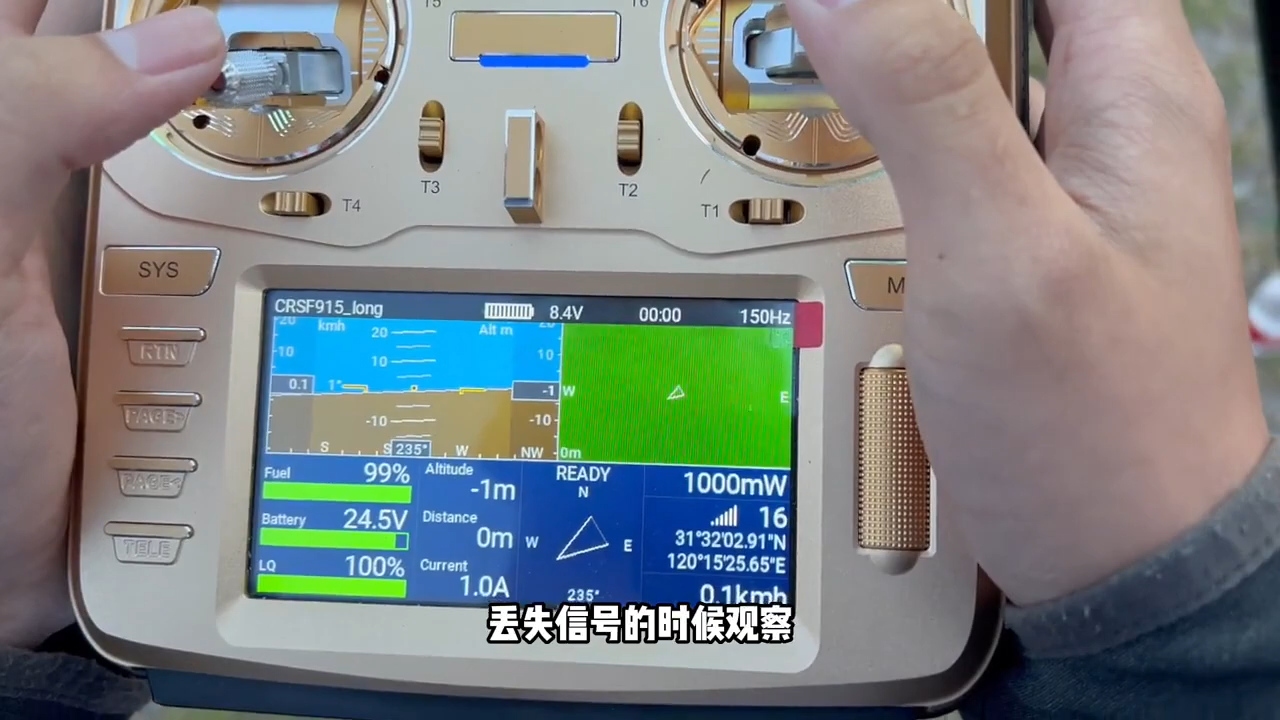 T5
T6
T3
T2
T4
T1
SYS
M
RTN
PAGE>
PAGE<
TELE
CRSF915_long 8.4V 00:00 150Hz
kmh
Alt m
20
10
-10
20
10
-10
10
-10
0.1
1°
-1
S
S
235°
W
NW
W
E
0m
Fuel 99%
Battery 24.5V
LQ 100%
Altitude
-1m
Distance
0m
Current
1.0A
READY
N
W
E
235°
1000mW
16
31°32'02.91"N
120°15'25.65"E
0.1kmh
丢失信号的时候观察